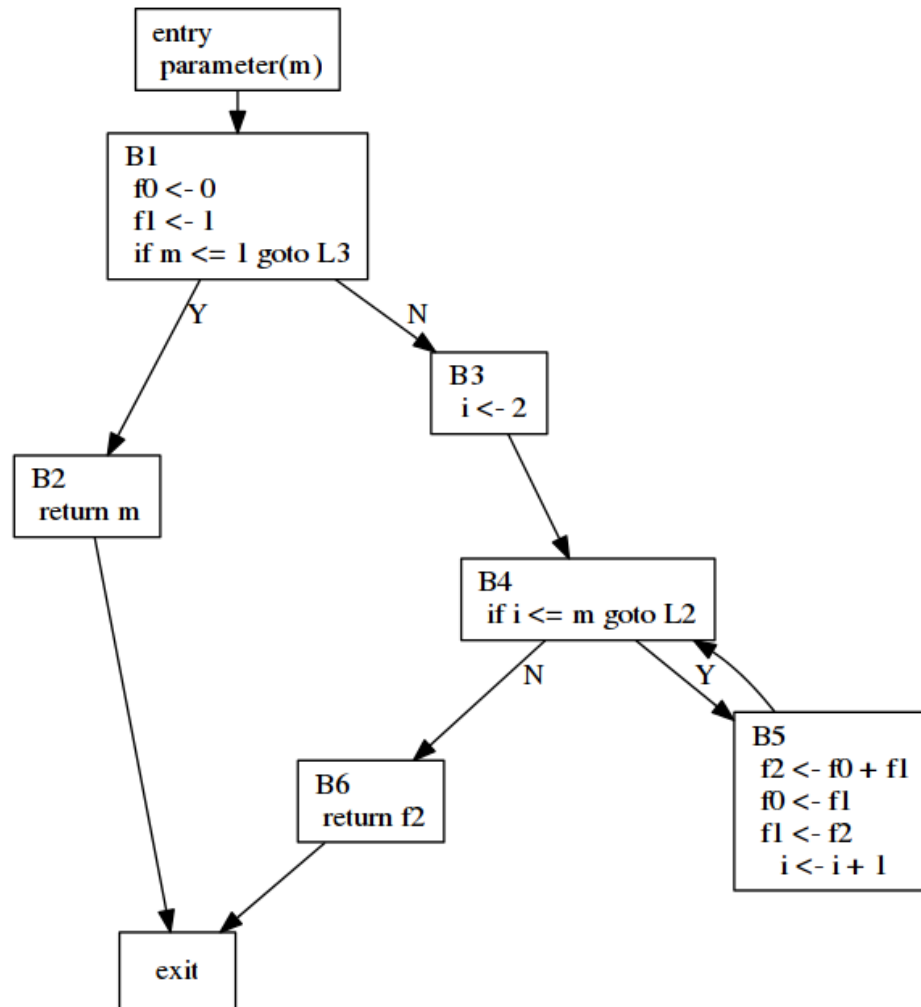 entry
parameter(m)
B1
f0 <- 0
f1 <- 1
if m <= 1 goto L3
Y
N
B3
i <- 2
B2
return m
B4
if i <= m goto L2
N
Y
B5
f2 <- f0 + f1
f0 <- f1
f1 <- f2
i <- i + 1
B6
return f2
exit